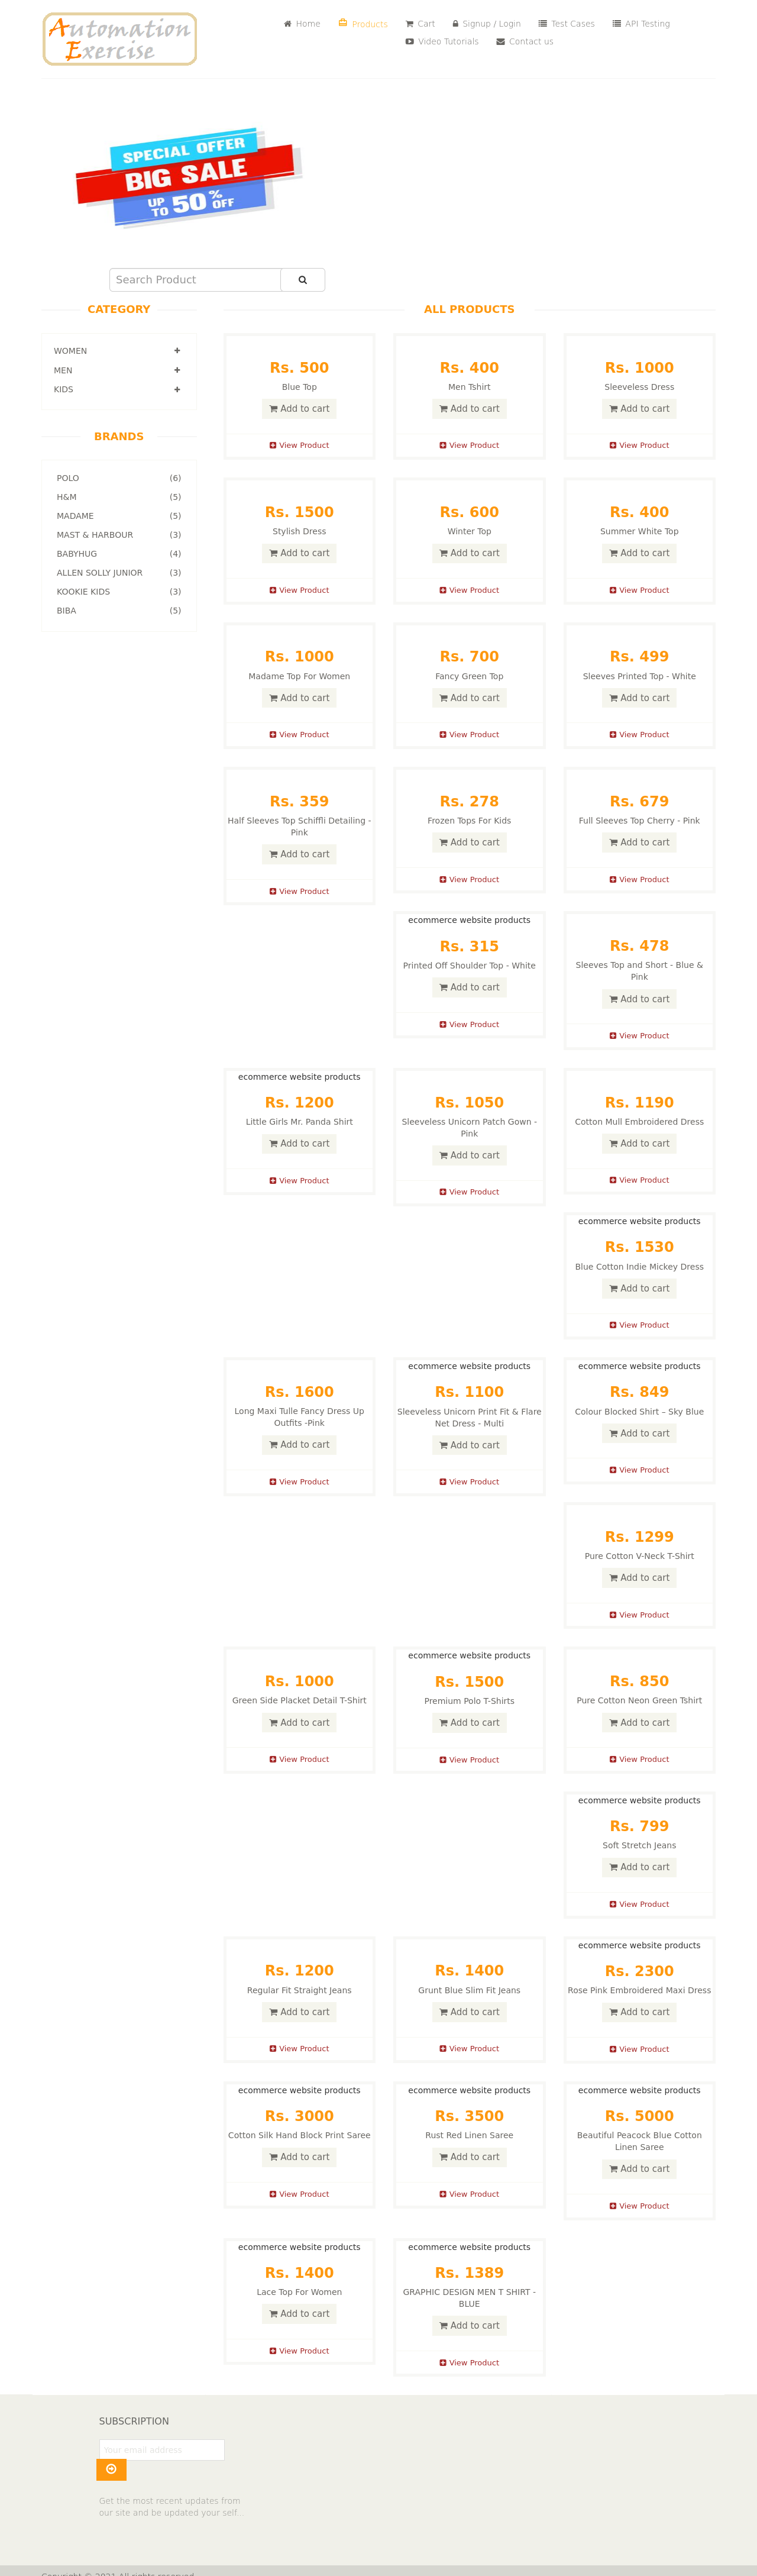 Automation
Exercise
Home
Products
Cart
Signup / Login
Test Cases
API Testing
Video Tutorials
Contact us
SPECIAL OFFER
BIG SALE
UP TO 50% OFF
Search Product
CATEGORY
WOMEN
MEN
KIDS
BRANDS
POLO (6)
H&M (5)
MADAME (5)
MAST & HARBOUR (3)
BABYHUG (4)
ALLEN SOLLY JUNIOR (3)
KOOKIE KIDS (3)
BIBA (5)
ALL PRODUCTS
Rs. 500
Blue Top
Add to cart
View Product
Rs. 400
Men Tshirt
Add to cart
View Product
Rs. 1000
Sleeveless Dress
Add to cart
View Product
Rs. 1500
Stylish Dress
Add to cart
View Product
Rs. 600
Winter Top
Add to cart
View Product
Rs. 400
Summer White Top
Add to cart
View Product
Rs. 1000
Madame Top For Women
Add to cart
View Product
Rs. 700
Fancy Green Top
Add to cart
View Product
Rs. 499
Sleeves Printed Top - White
Add to cart
View Product
Rs. 359
Half Sleeves Top Schiffli Detailing -
Pink
Add to cart
View Product
Rs. 278
Frozen Tops For Kids
Add to cart
View Product
Rs. 679
Full Sleeves Top Cherry - Pink
Add to cart
View Product
ecommerce website products
Rs. 315
Printed Off Shoulder Top - White
Add to cart
View Product
Rs. 478
Sleeves Top and Short - Blue &
Pink
Add to cart
View Product
ecommerce website products
Rs. 1200
Little Girls Mr. Panda Shirt
Add to cart
View Product
Rs. 1050
Sleeveless Unicorn Patch Gown -
Pink
Add to cart
View Product
Rs. 1190
Cotton Mull Embroidered Dress
Add to cart
View Product
ecommerce website products
Rs. 1530
Blue Cotton Indie Mickey Dress
Add to cart
View Product
Rs. 1600
Long Maxi Tulle Fancy Dress Up
Outfits -Pink
Add to cart
View Product
ecommerce website products
Rs. 1100
Sleeveless Unicorn Print Fit & Flare
Net Dress - Multi
Add to cart
View Product
ecommerce website products
Rs. 849
Colour Blocked Shirt – Sky Blue
Add to cart
View Product
Rs. 1299
Pure Cotton V-Neck T-Shirt
Add to cart
View Product
Rs. 1000
Green Side Placket Detail T-Shirt
Add to cart
View Product
ecommerce website products
Rs. 1500
Premium Polo T-Shirts
Add to cart
View Product
Rs. 850
Pure Cotton Neon Green Tshirt
Add to cart
View Product
ecommerce website products
Rs. 799
Soft Stretch Jeans
Add to cart
View Product
Rs. 1200
Regular Fit Straight Jeans
Add to cart
View Product
Rs. 1400
Grunt Blue Slim Fit Jeans
Add to cart
View Product
ecommerce website products
Rs. 2300
Rose Pink Embroidered Maxi Dress
Add to cart
View Product
ecommerce website products
Rs. 3000
Cotton Silk Hand Block Print Saree
Add to cart
View Product
ecommerce website products
Rs. 3500
Rust Red Linen Saree
Add to cart
View Product
ecommerce website products
Rs. 5000
Beautiful Peacock Blue Cotton
Linen Saree
Add to cart
View Product
ecommerce website products
Rs. 1400
Lace Top For Women
Add to cart
View Product
ecommerce website products
Rs. 1389
GRAPHIC DESIGN MEN T SHIRT -
BLUE
Add to cart
View Product
SUBSCRIPTION
Your email address
Get the most recent updates from
our site and be updated your self...
Copyright © 2021 All rights reserved